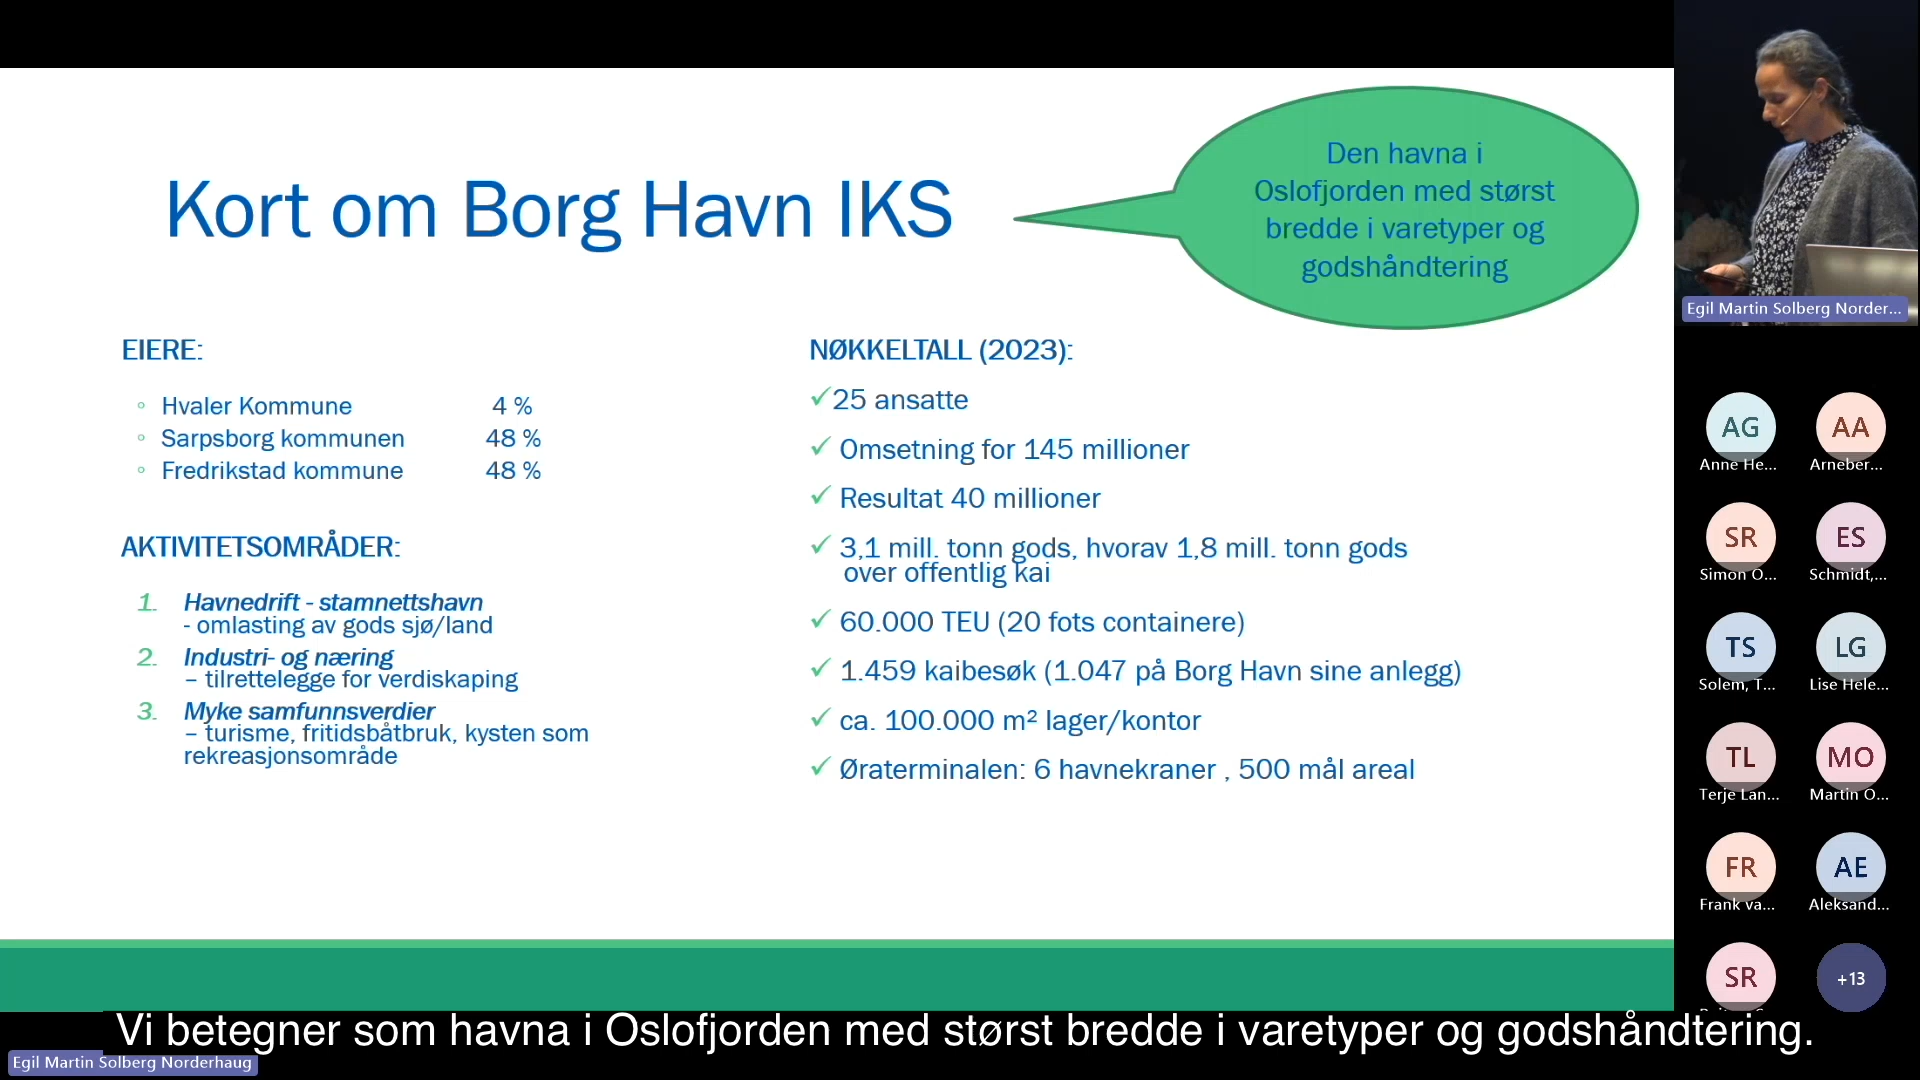 Kort om Borg Havn IKS
Den havna i
Oslofjorden med størst
bredde i varetyper og
godshåndtering
EIERE:
Hvaler Kommune 4 %
Sarpsborg kommunen 48 %
Fredrikstad kommune 48 %
AKTIVITETSOMRÅDER:
1. Havnedrift - stamnettshavn
- omlasting av gods sjø/land
2. Industri- og næring
– tilrettelegge for verdiskaping
3. Myke samfunnsverdier
– turisme, fritidsbåtbruk, kysten som
rekreasjonsområde
NØKKELTALL (2023):
✓25 ansatte
✓ Omsetning for 145 millioner
✓ Resultat 40 millioner
✓ 3,1 mill. tonn gods, hvorav 1,8 mill. tonn gods
over offentlig kai
✓ 60.000 TEU (20 fots containere)
✓ 1.459 kaibesøk (1.047 på Borg Havn sine anlegg)
✓ ca. 100.000 m² lager/kontor
✓ Øraterminalen: 6 havnekraner , 500 mål areal
Egil Martin Solberg Norder...
AG AA
Anne He... Arneber...
SR ES
Simon O... Schmidt,...
TS LG
Solem, T... Lise Hele...
TL MO
Terje Lan... Martin O...
FR AE
Frank va... Aleksand...
SR +13
Vi betegner som havna i Oslofjorden med størst bredde i varetyper og godshåndtering.
Egil Martin Solberg Norderhaug